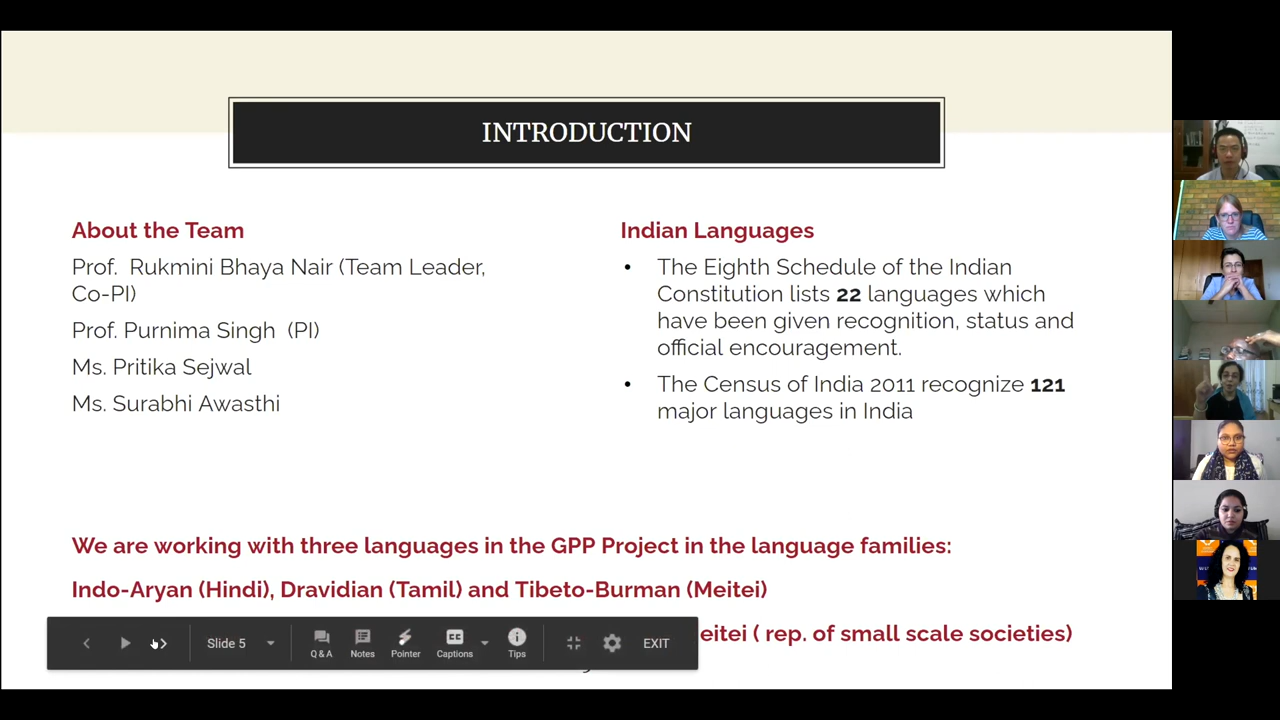 INTRODUCTION
About the Team
Prof. Rukmini Bhaya Nair (Team Leader,
Co-PI)
Prof. Purnima Singh (PI)
Ms. Pritika Sejwal
Ms. Surabhi Awasthi
Indian Languages
• The Eighth Schedule of the Indian
Constitution lists 22 languages which
have been given recognition, status and
official encouragement.
• The Census of India 2011 recognize 121
major languages in India
We are working with three languages in the GPP Project in the language families:
Indo-Aryan (Hindi), Dravidian (Tamil) and Tibeto-Burman (Meitei)
eitei ( rep. of small scale societies)
Slide 5
Q & A
Notes
Pointer
CC
Captions
Tips
EXIT